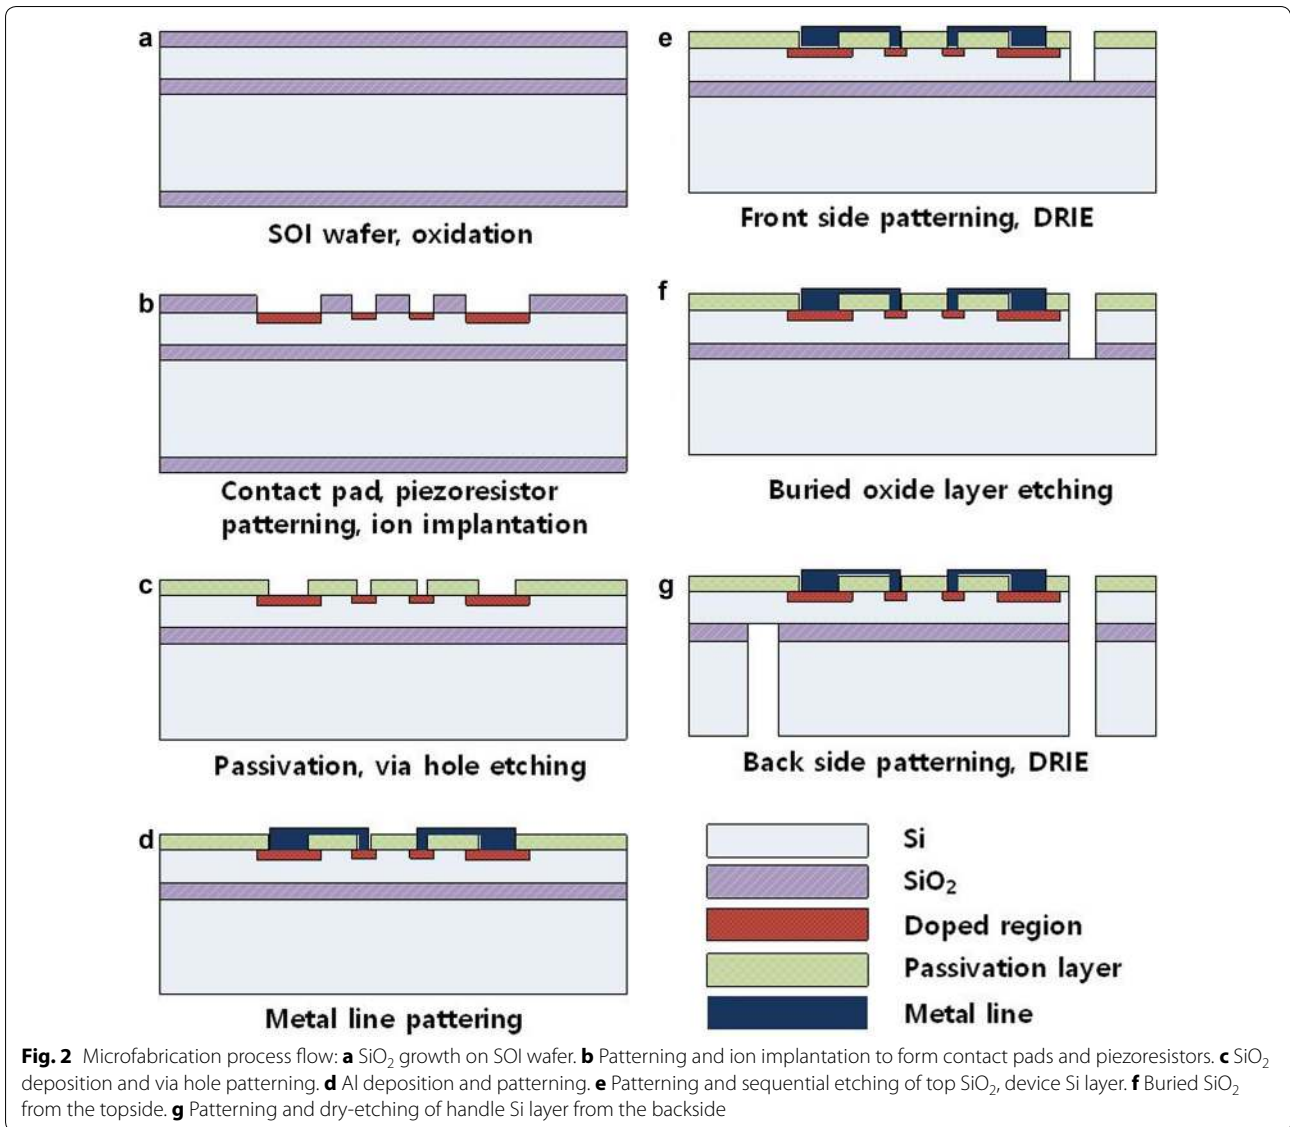 a
SOI wafer, oxidation
b
Contact pad, piezoresistor
patterning, ion implantation
c
Passivation, via hole etching
d
Metal line pattering
e
Front side patterning, DRIE
f
Buried oxide layer etching
g
Back side patterning, DRIE
Si
SiO₂
Doped region
Passivation layer
Metal line
Fig. 2 Microfabrication process flow: a SiO₂ growth on SOI wafer. b Patterning and ion implantation to form contact pads and piezoresistors. c SiO₂
deposition and via hole patterning. d Al deposition and patterning. e Patterning and sequential etching of top SiO₂, device Si layer. f Buried SiO₂
from the topside. g Patterning and dry-etching of handle Si layer from the backside